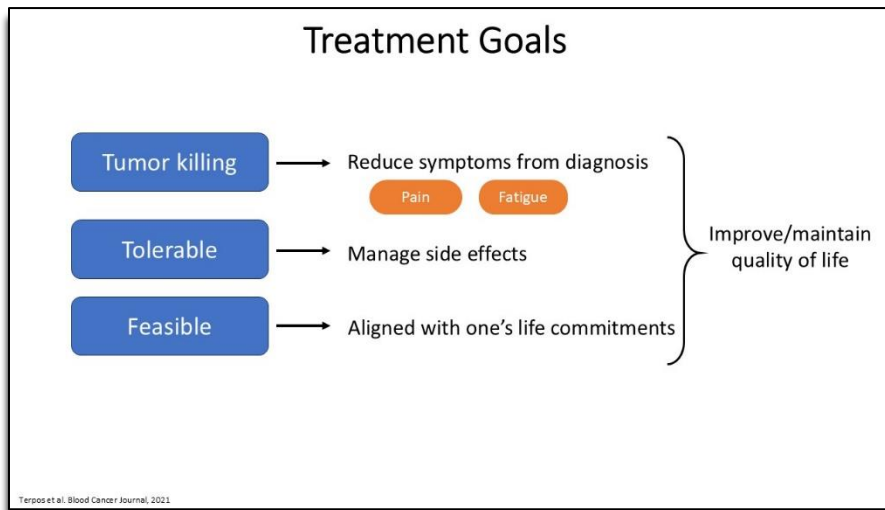 Treatment Goals
Tumor killing
Reduce symptoms from diagnosis
Pain
Fatigue
Tolerable
Manage side effects
Feasible
Aligned with one's life commitments
Improve/maintain
quality of life
Terpos et al. Blood Cancer Journal, 2021